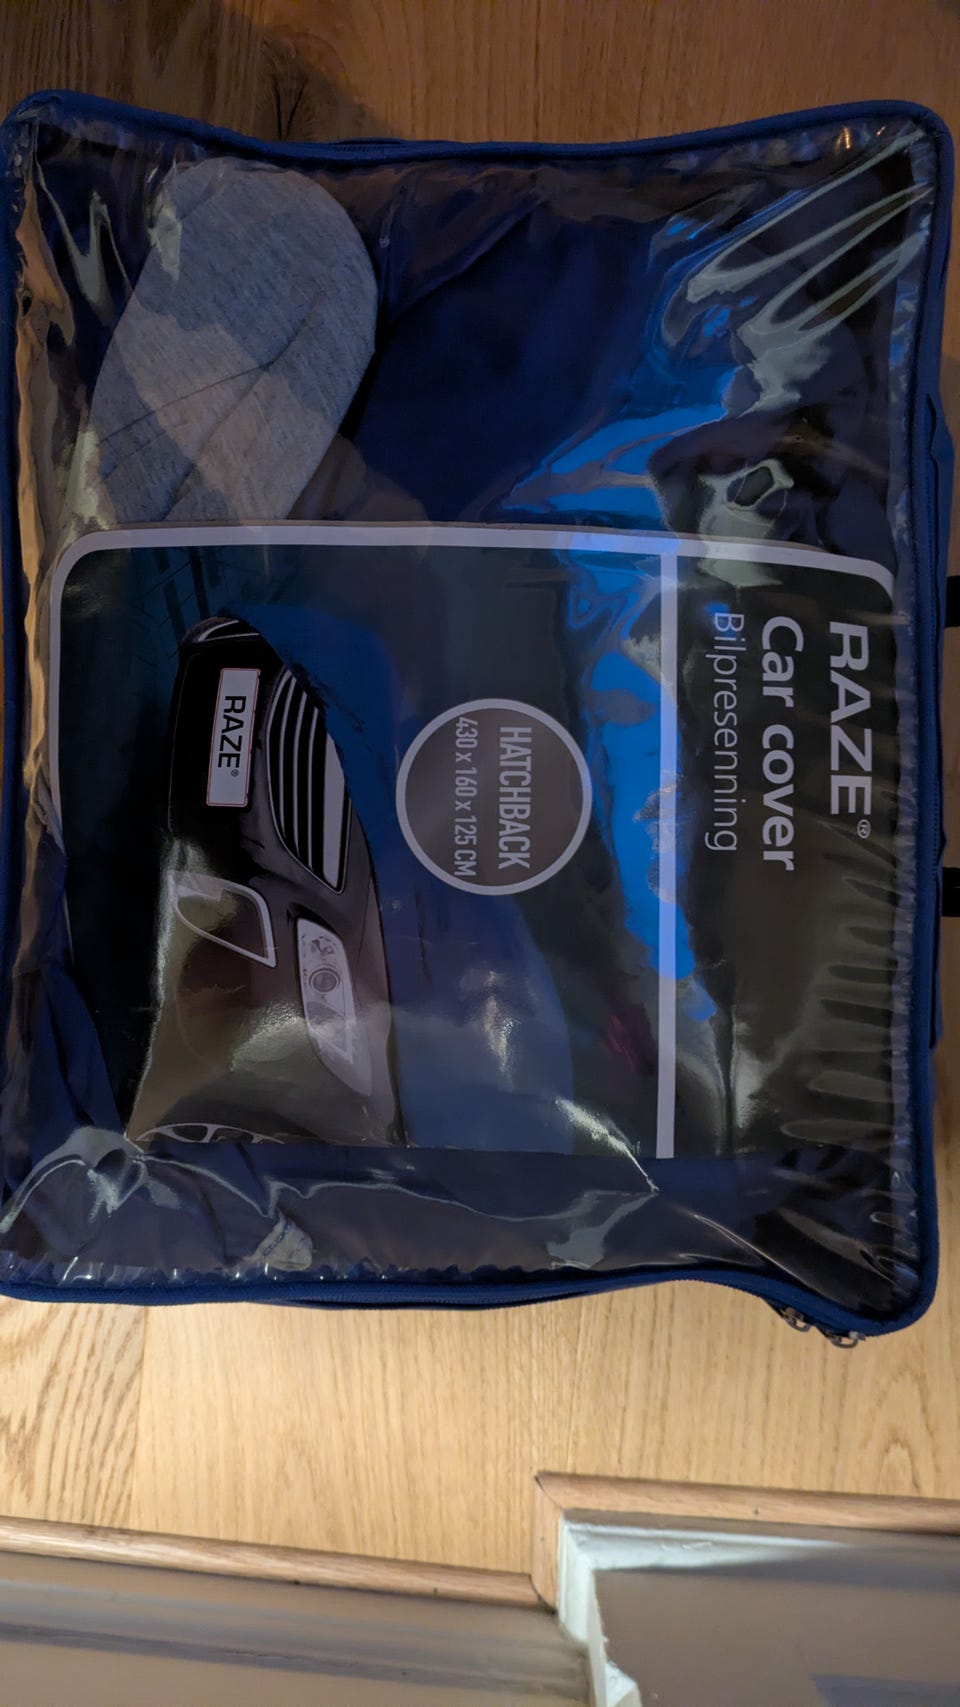 RAZE®
Car cover
Bilpresenning
HATCHBACK
430 x 160 x 125 CM
RAZE®